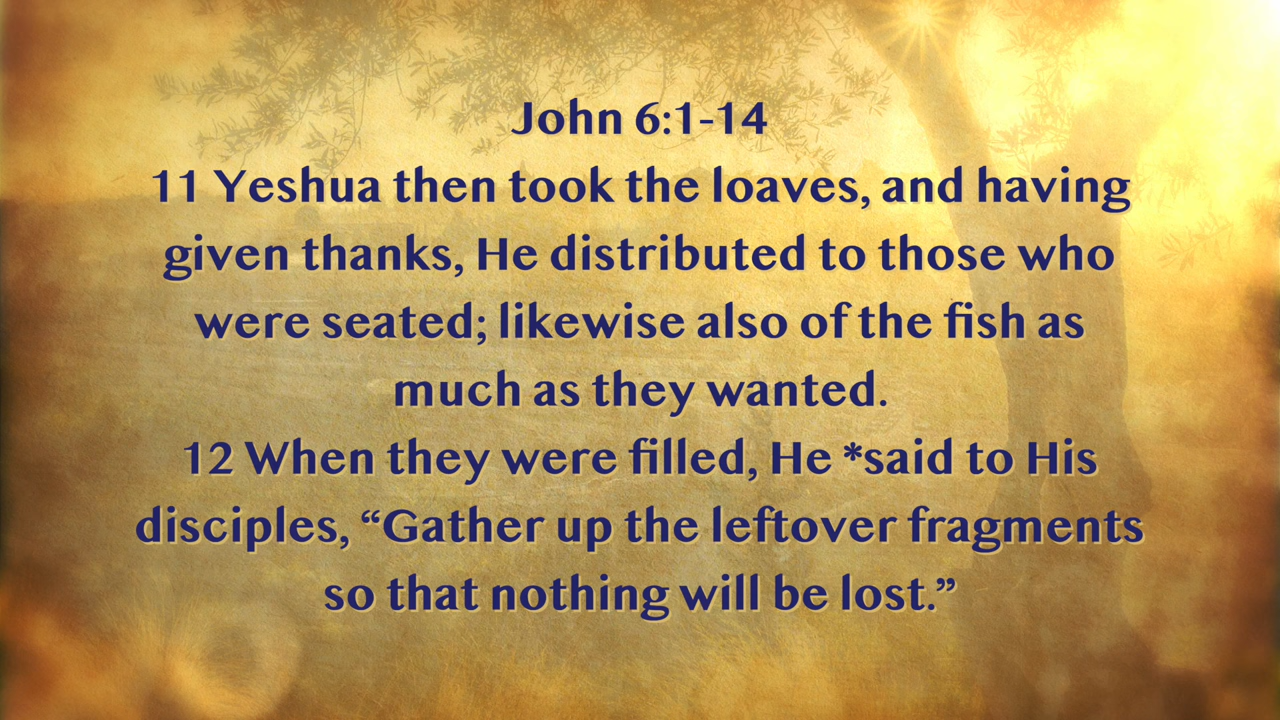 John 6:1-14
11 Yeshua then took the loaves, and having
given thanks, He distributed to those who
were seated; likewise also of the fish as
much as they wanted.
12 When they were filled, He *said to His
disciples, “Gather up the leftover fragments
so that nothing will be lost.”